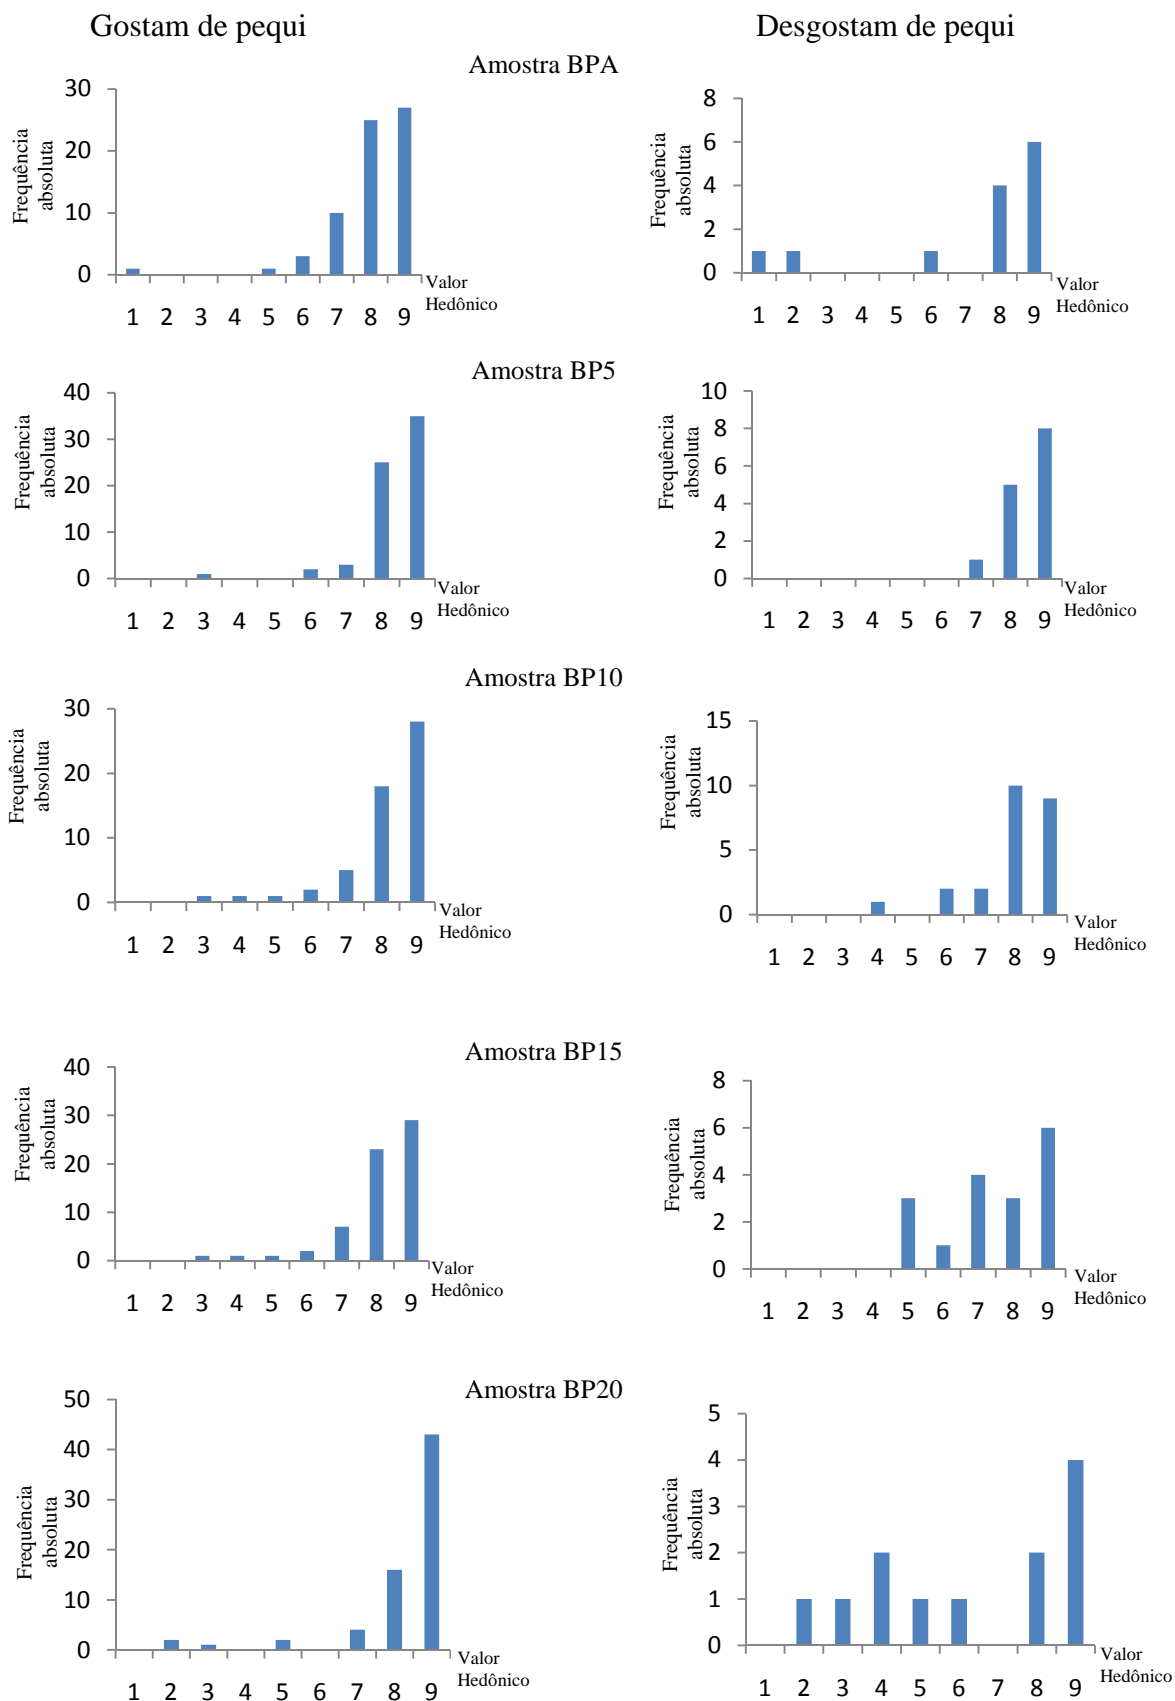 Gostam de pequi
Desgostam de pequi
Amostra BPA
Frequência
absoluta
30
20
10
0
1 2 3 4 5 6 7 8 9
Valor
Hedônico
Frequência
absoluta
8
6
4
2
0
1 2 3 4 5 6 7 8 9
Valor
Hedônico
Amostra BP5
Frequência
absoluta
40
30
20
10
0
1 2 3 4 5 6 7 8 9
Valor
Hedônico
Frequência
absoluta
10
8
6
4
2
0
1 2 3 4 5 6 7 8 9
Valor
Hedônico
Amostra BP10
Frequência
absoluta
30
20
10
0
1 2 3 4 5 6 7 8 9
Valor
Hedônico
Frequência
absoluta
15
10
5
0
1 2 3 4 5 6 7 8 9
Valor
Hedônico
Amostra BP15
Frequência
absoluta
40
30
20
10
0
1 2 3 4 5 6 7 8 9
Valor
Hedônico
Frequência
absoluta
8
6
4
2
0
1 2 3 4 5 6 7 8 9
Valor
Hedônico
Amostra BP20
Frequência
absoluta
50
40
30
20
10
0
1 2 3 4 5 6 7 8 9
Valor
Hedônico
Frequência
absoluta
5
4
3
2
1
0
1 2 3 4 5 6 7 8 9
Valor
Hedônico